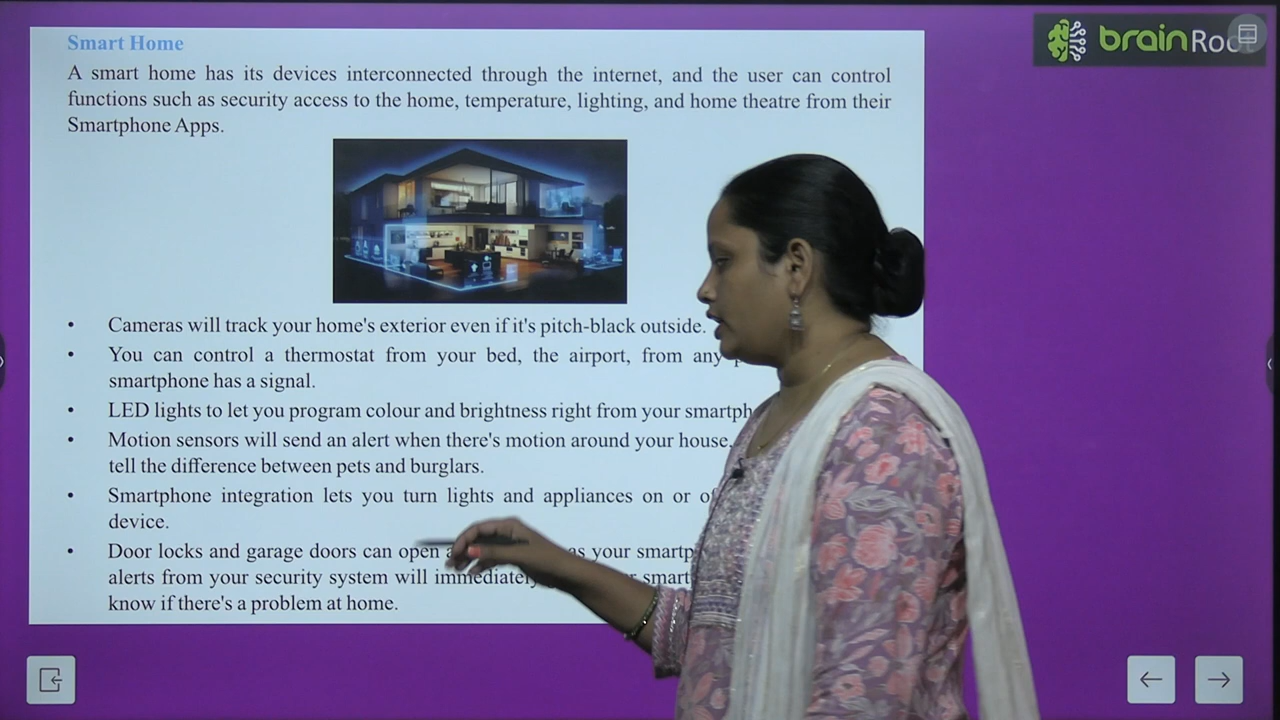 Smart Home
brainRoo
A smart home has its devices interconnected through the internet, and the user can control
functions such as security access to the home, temperature, lighting, and home theatre from their
Smartphone Apps.
• Cameras will track your home's exterior even if it's pitch-black outside.
• You can control a thermostat from your bed, the airport, from any
smartphone has a signal.
• LED lights to let you program colour and brightness right from your
• Motion sensors will send an alert when there's motion around your house.
tell the difference between pets and burglars.
• Smartphone integration lets you turn lights and appliances on or
device.
• Door locks and garage doors can open as your
alerts from your security system will immediately
know if there's a problem at home.